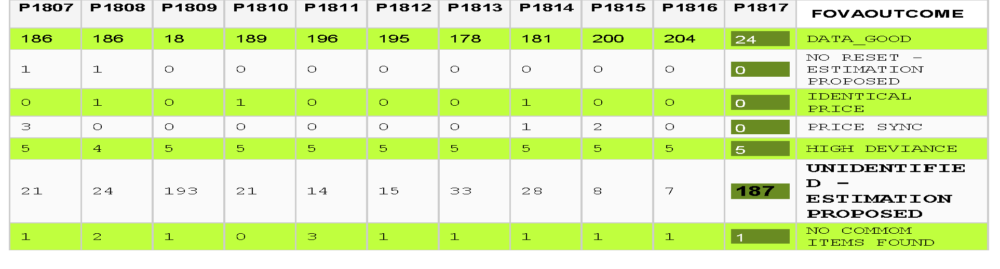 P1807 P1808 P1809 P1810 P1811 P1812 P1813 P1814 P1815 P1816 P1817 FOVAOUTCOME
186 186 18 189 196 195 178 181 200 204 24 DATA_GOOD
1 1 0 0 0 0 0 0 0 0 0 NO RESET –
ESTIMATION
PROPOSED
0 1 0 1 0 0 0 1 0 0 0 IDENTICAL
PRICE
3 0 0 0 0 0 0 1 2 0 0 PRICE SYNC
5 4 5 5 5 5 5 5 5 5 5 HIGH DEVIANCE
21 24 193 21 14 15 33 28 8 7 187 UNIDENTIFIE
D –
ESTIMATION
PROPOSED
1 2 1 0 3 1 1 1 1 1 1 NO COMMOM
ITEMS FOUND